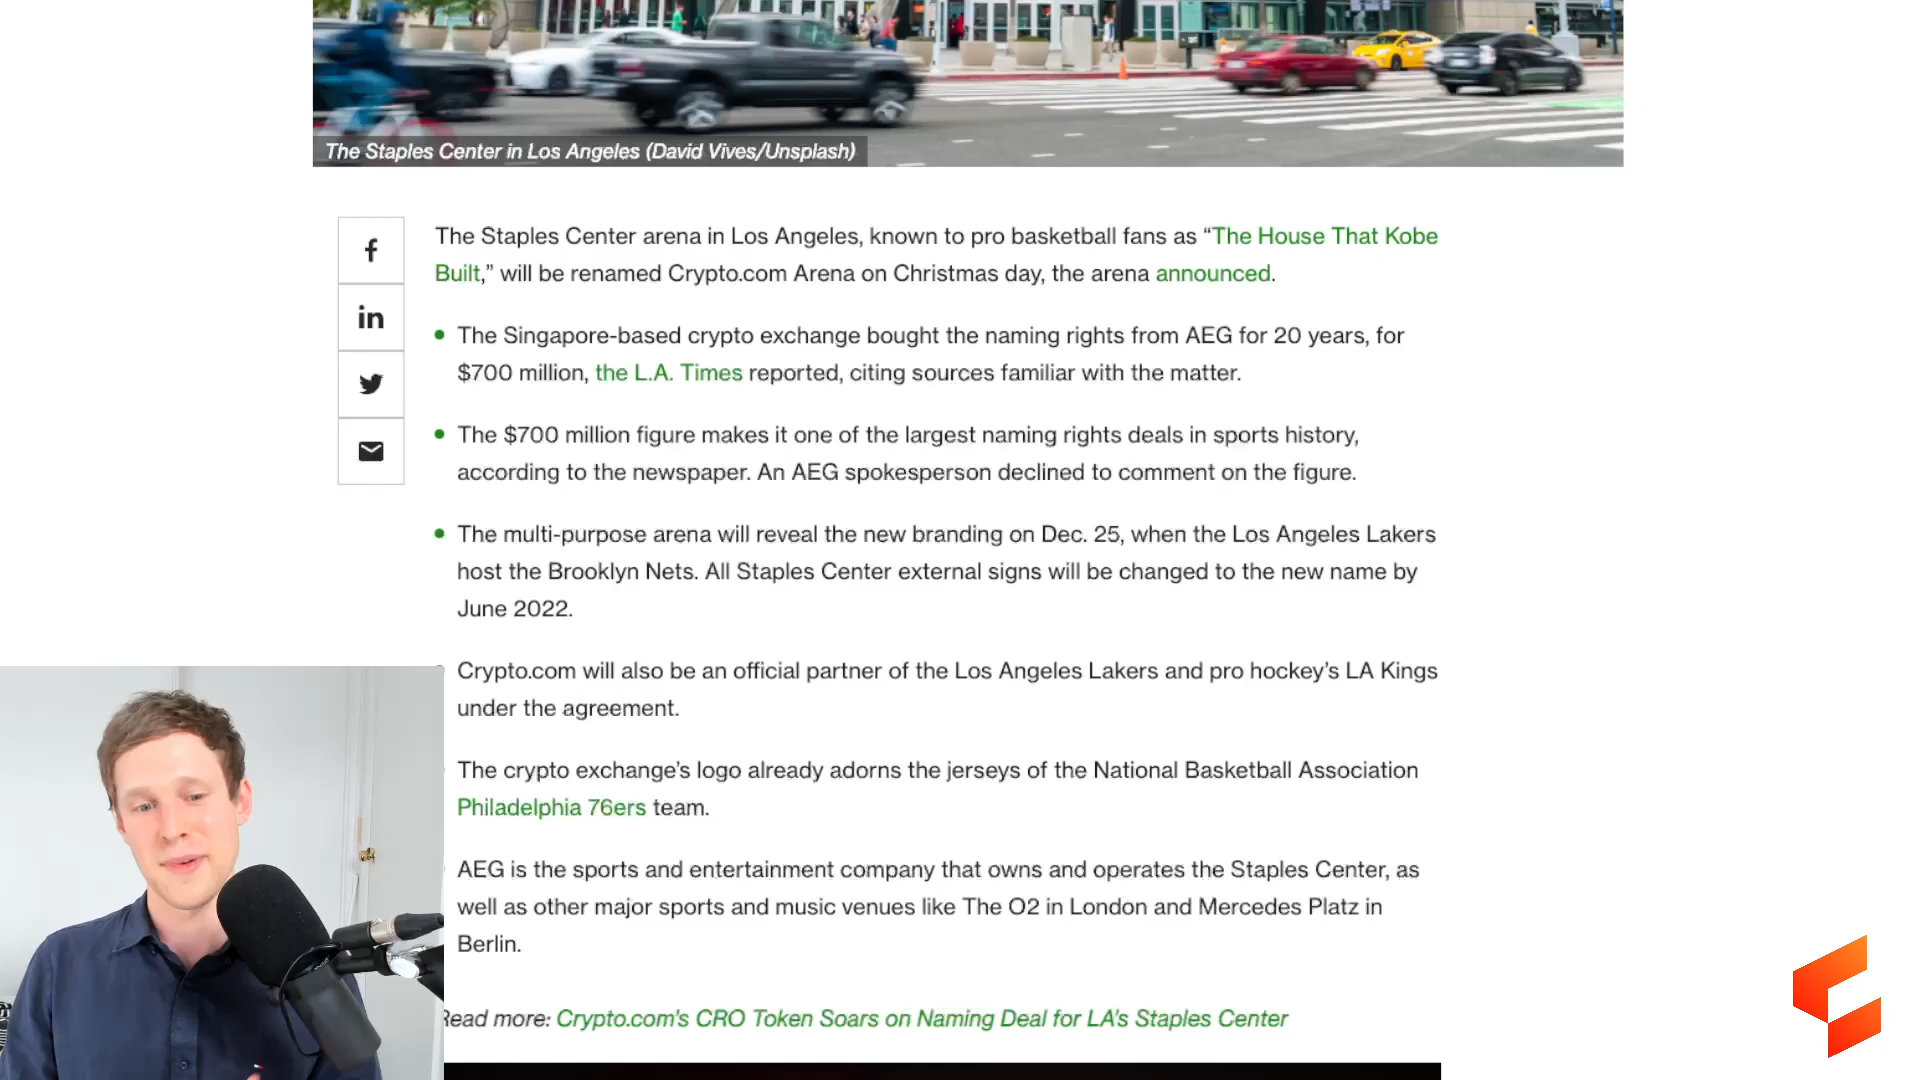 The Staples Center in Los Angeles (David Vives/Unsplash)
The Staples Center arena in Los Angeles, known to pro basketball fans as “The House That Kobe
Built,” will be renamed Crypto.com Arena on Christmas day, the arena announced.
The Singapore-based crypto exchange bought the naming rights from AEG for 20 years, for
$700 million, the L.A. Times reported, citing sources familiar with the matter.
The $700 million figure makes it one of the largest naming rights deals in sports history,
according to the newspaper. An AEG spokesperson declined to comment on the figure.
The multi-purpose arena will reveal the new branding on Dec. 25, when the Los Angeles Lakers
host the Brooklyn Nets. All Staples Center external signs will be changed to the new name by
June 2022.
Crypto.com will also be an official partner of the Los Angeles Lakers and pro hockey’s LA Kings
under the agreement.
The crypto exchange’s logo already adorns the jerseys of the National Basketball Association
Philadelphia 76ers team.
AEG is the sports and entertainment company that owns and operates the Staples Center, as
well as other major sports and music venues like The O2 in London and Mercedes Platz in
Berlin.
Read more: Crypto.com’s CRO Token Soars on Naming Deal for LA’s Staples Center